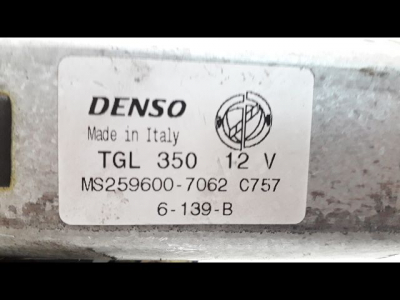 DENSO
Made in Italy
TGL 350 12 V
MS259600-7062 C757
6-139-B